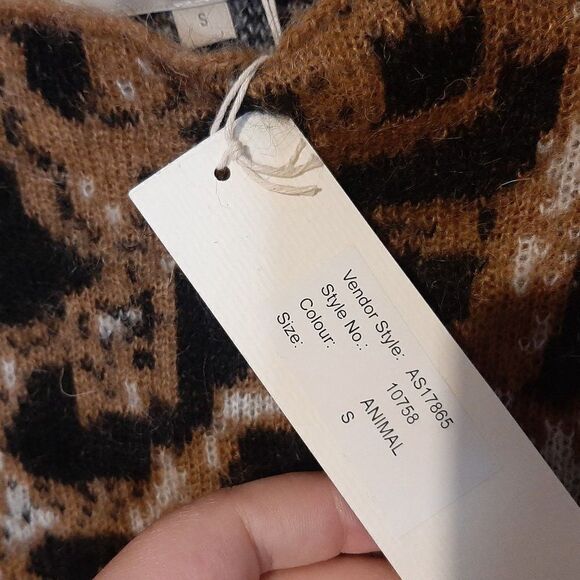 S
Vendor Style: AS17865
Style No.: 10758
Colour: ANIMAL
Size: S